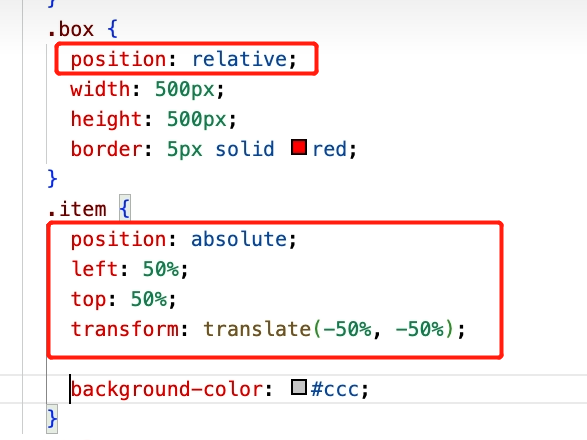 }
.box {
position: relative;
width: 500px;
height: 500px;
border: 5px solid red;
}
.item {
position: absolute;
left: 50%;
top: 50%;
transform: translate(-50%, -50%);
background-color: #ccc;
}